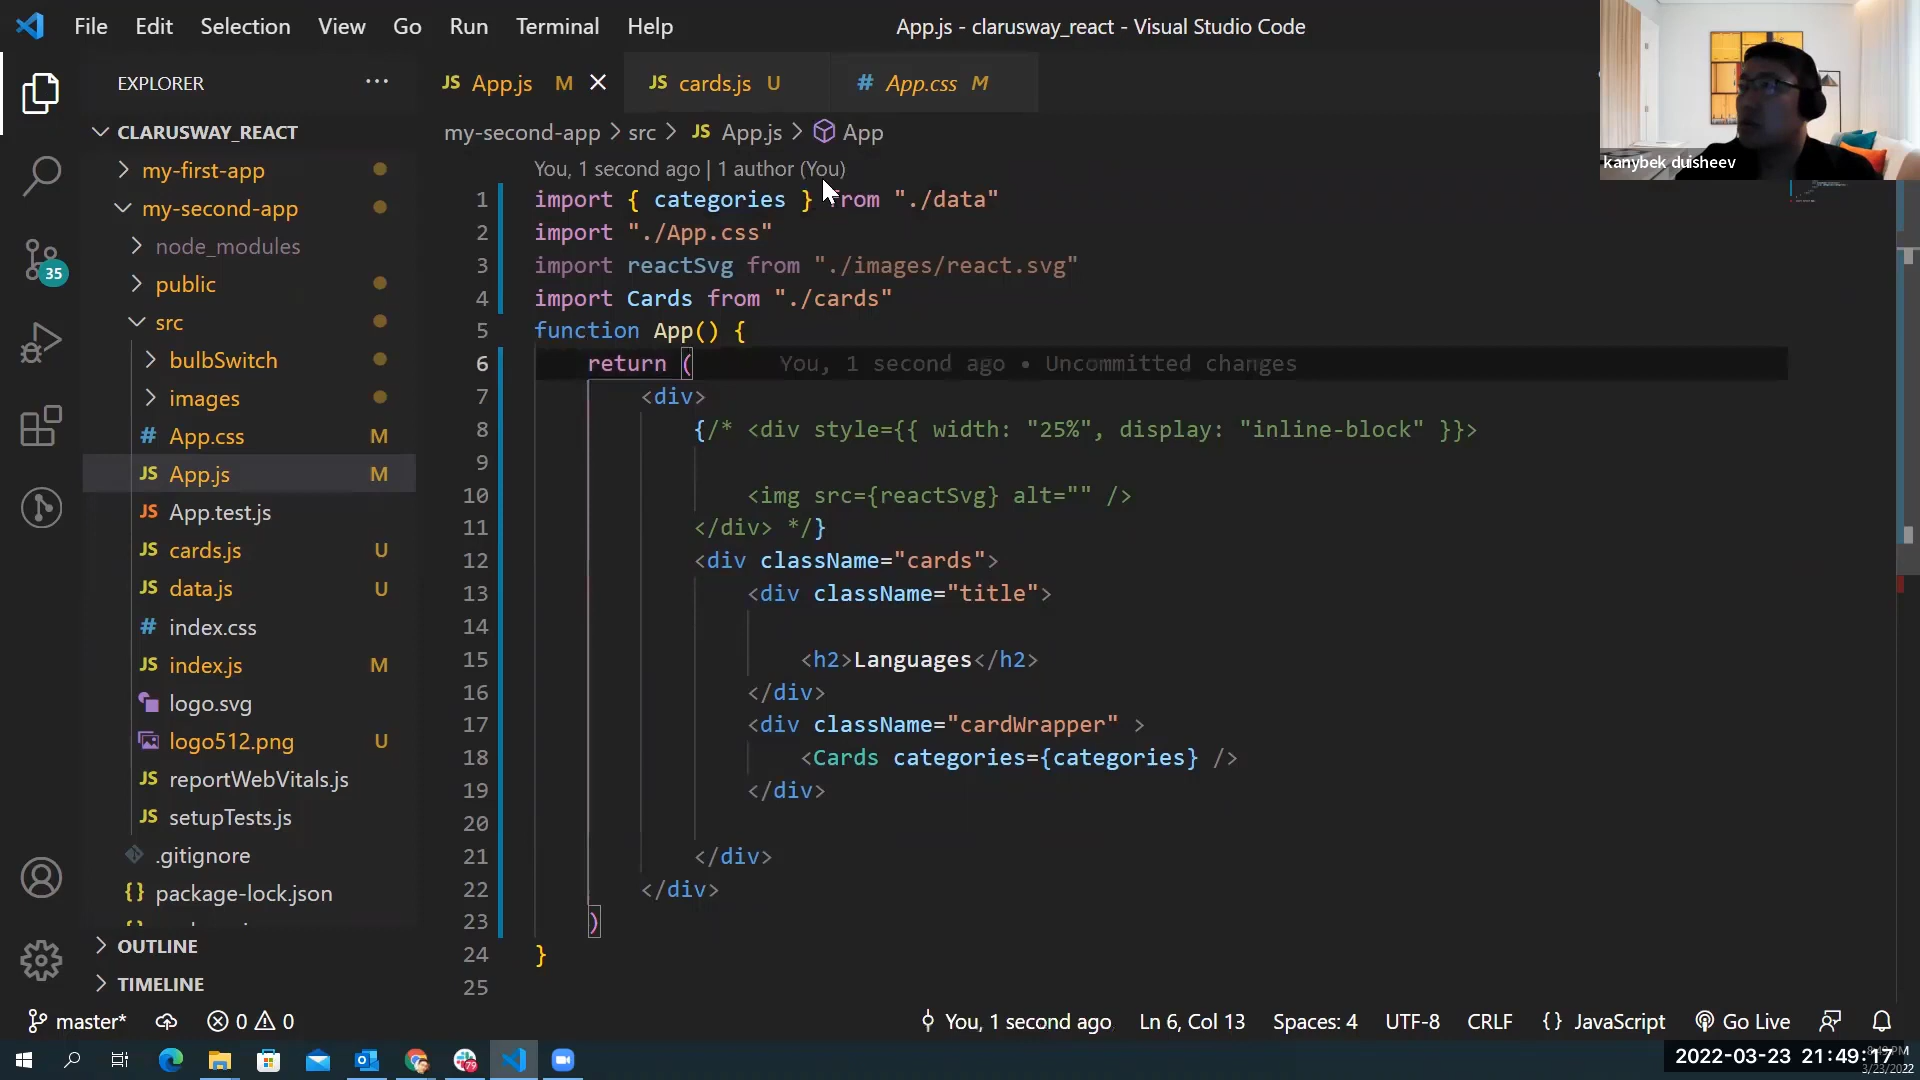 File Edit Selection View Go Run Terminal Help
App.js - clarusway_react - Visual Studio Code
EXPLORER ...
JS App.js M
JS cards.js U
# App.css M
CLARUSWAY_REACT
my-second-app > src > JS App.js > App
kanybek duisheev
my-first-app
my-second-app
node_modules
public
src
bulbSwitch
images
# App.css M
JS App.js M
JS App.test.js
JS cards.js U
JS data.js U
# index.css
JS index.js M
logo.svg
logo512.png U
JS reportWebVitals.js
JS setupTests.js
.gitignore
{} package-lock.json
OUTLINE
TIMELINE
35
You, 1 second ago | 1 author (You)
1 import { categories } from "./data"
2 import "./App.css"
3 import reactSvg from "./images/react.svg"
4 import Cards from "./cards"
5 function App() {
6 return ( You, 1 second ago • Uncommitted changes
7 <div>
8 {/* <div style={{ width: "25%", display: "inline-block" }}>
9
10 <img src={reactSvg} alt="" />
11 </div> */}
12 <div className="cards">
13 <div className="title">
14
15 <h2>Languages</h2>
16 </div>
17 <div className="cardWrapper" >
18 <Cards categories={categories} />
19 </div>
20
21 </div>
22 </div>
23 )
24 }
25
master* 0 0 You, 1 second ago Ln 6, Col 13 Spaces: 4 UTF-8 CRLF {} JavaScript Go Live
79
2022-03-23 21:49:17
3/23/2022